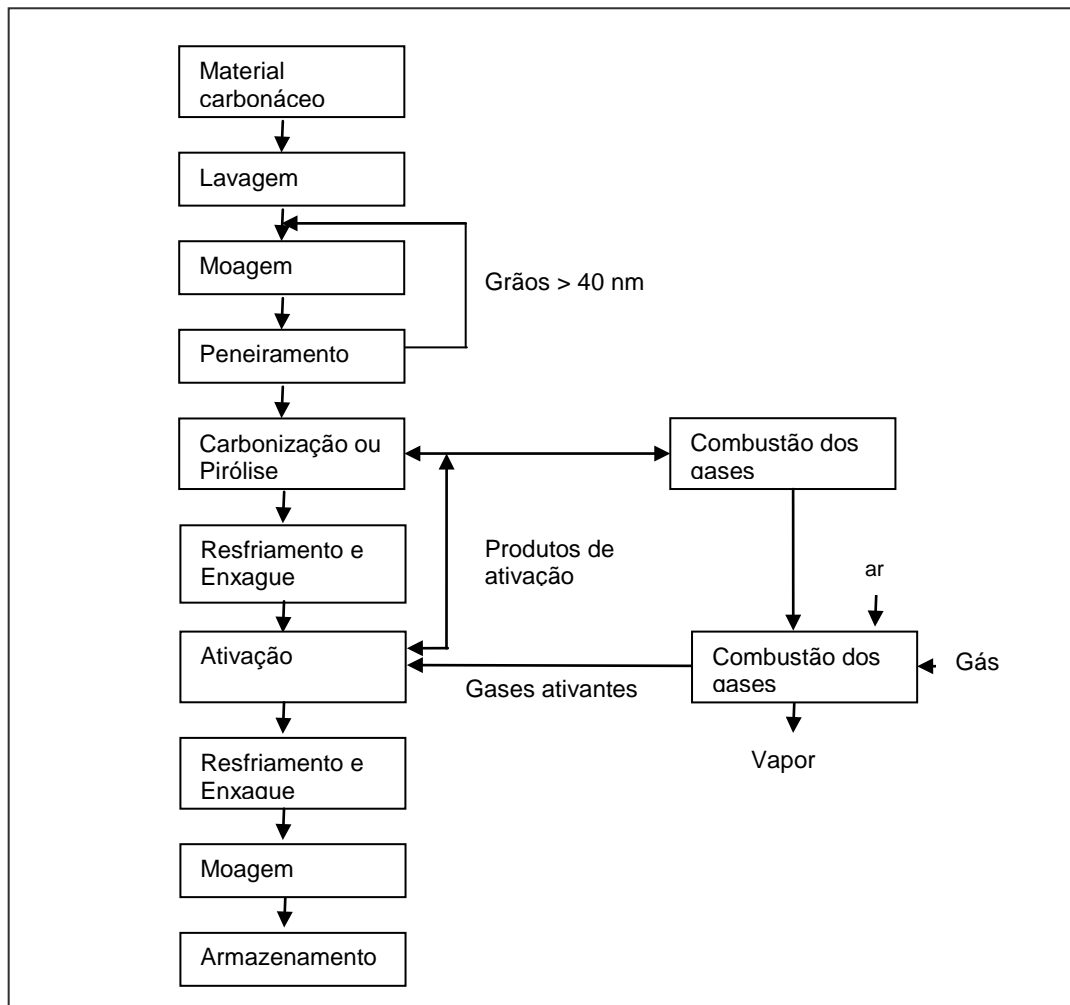 Material
carbonáceo
Lavagem
Moagem
Grãos > 40 nm
Peneiramento
Carbonização ou
Pirólise
Combustão dos
gases
Resfriamento e
Enxague
Produtos de
ativação
ar
Ativação
Combustão dos
gases
Gás
Gases ativantes
Resfriamento e
Enxague
Vapor
Moagem
Armazenamento